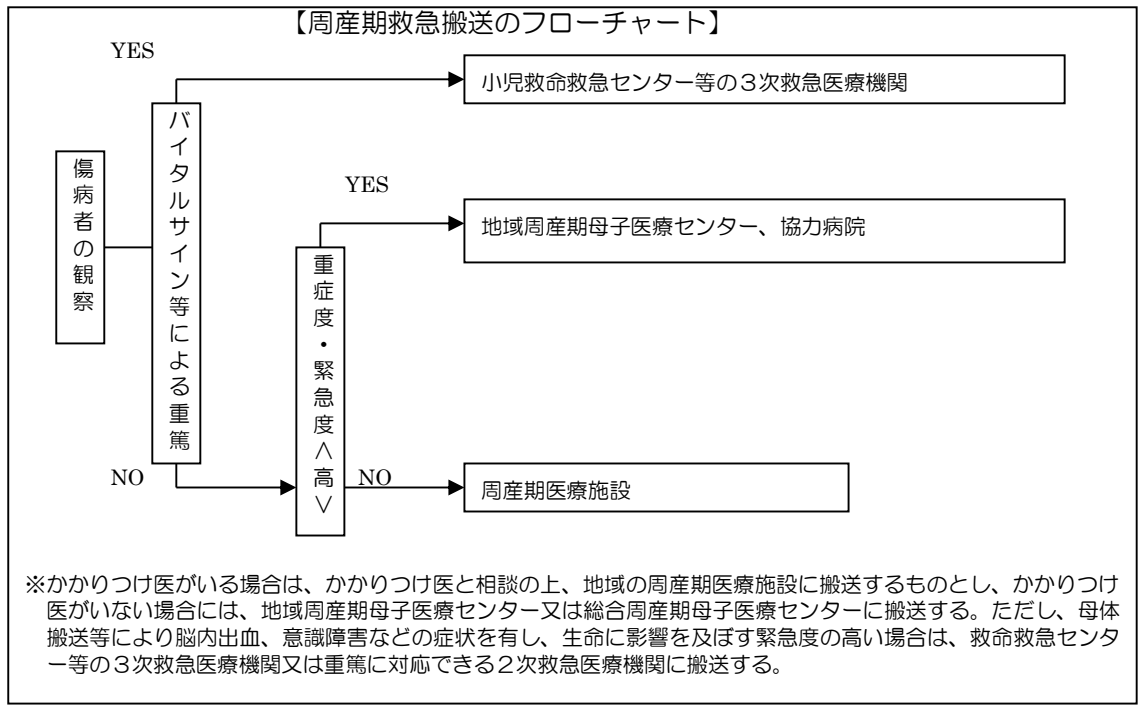 【周産期救急搬送のフローチャート】
YES
小児救命救急センター等の３次救急医療機関
バイタルサイン等による重篤
傷病者の観察
YES
地域周産期母子医療センター、協力病院
重症度・緊急度＜高＞
NO
NO
周産期医療施設
※かかりつけ医がいる場合は、かかりつけ医と相談の上、地域の周産期医療施設に搬送するものとし、かかりつけ
医がいない場合には、地域周産期母子医療センター又は総合周産期母子医療センターに搬送する。ただし、母体
搬送等により脳内出血、意識障害などの症状を有し、生命に影響を及ぼす緊急度の高い場合は、救命救急センタ
ー等の３次救急医療機関又は重篤に対応できる２次救急医療機関に搬送する。